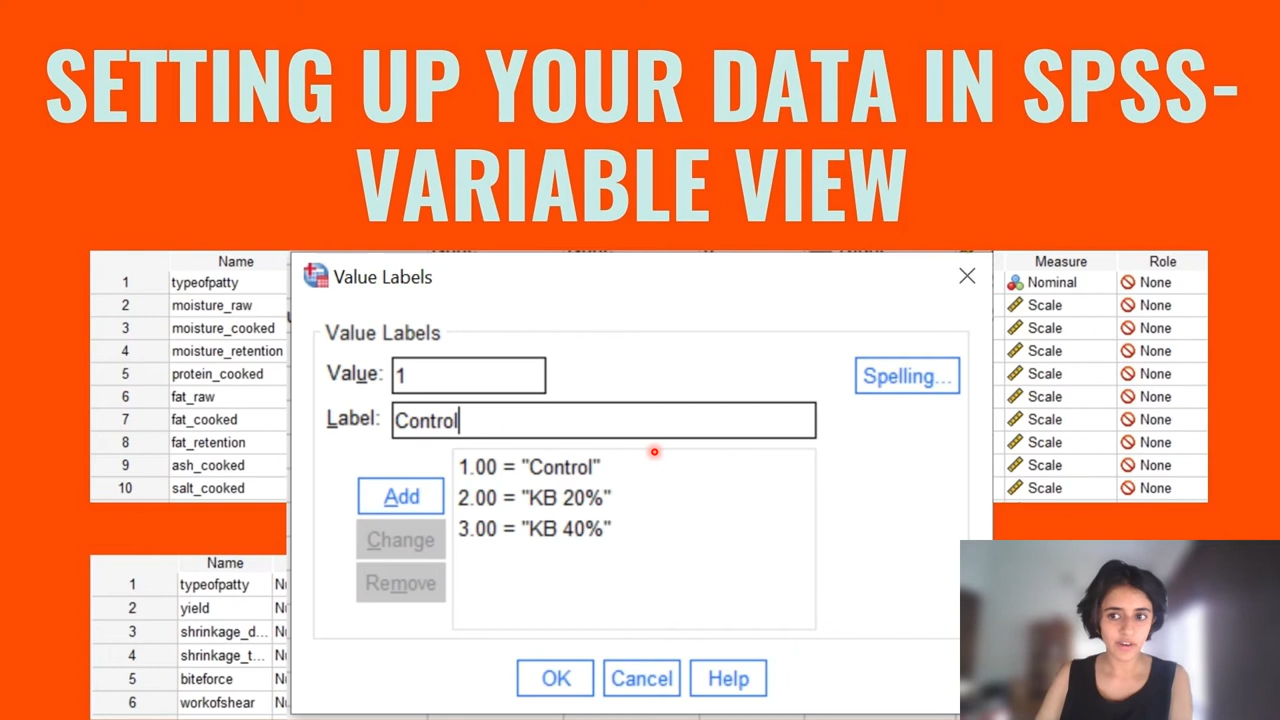 SETTING UP YOUR DATA IN SPSS-
VARIABLE VIEW
Name
1 typeofpatty
2 moisture_raw
3 moisture_cooked
4 moisture_retention
5 protein_cooked
6 fat_raw
7 fat_cooked
8 fat_retention
9 ash_cooked
10 salt_cooked
Value Labels
Value Labels
Value: 1
Spelling...
Label: Control
Add
Change
Remove
1.00 = "Control"
2.00 = "KB 20%"
3.00 = "KB 40%"
OK Cancel Help
Measure Role
Nominal None
Scale None
Scale None
Scale None
Scale None
Scale None
Scale None
Scale None
Scale None
Scale None
Name
1 typeofpatty
2 yield
3 shrinkage_d...
4 shrinkage_t...
5 biteforce
6 workofshear